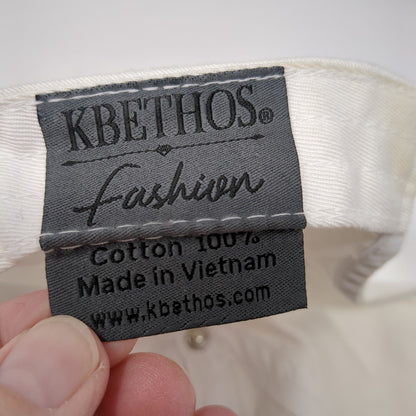 KBETHOS®
Fashion
Cotton 100%
Made in Vietnam
www.kbethos.com